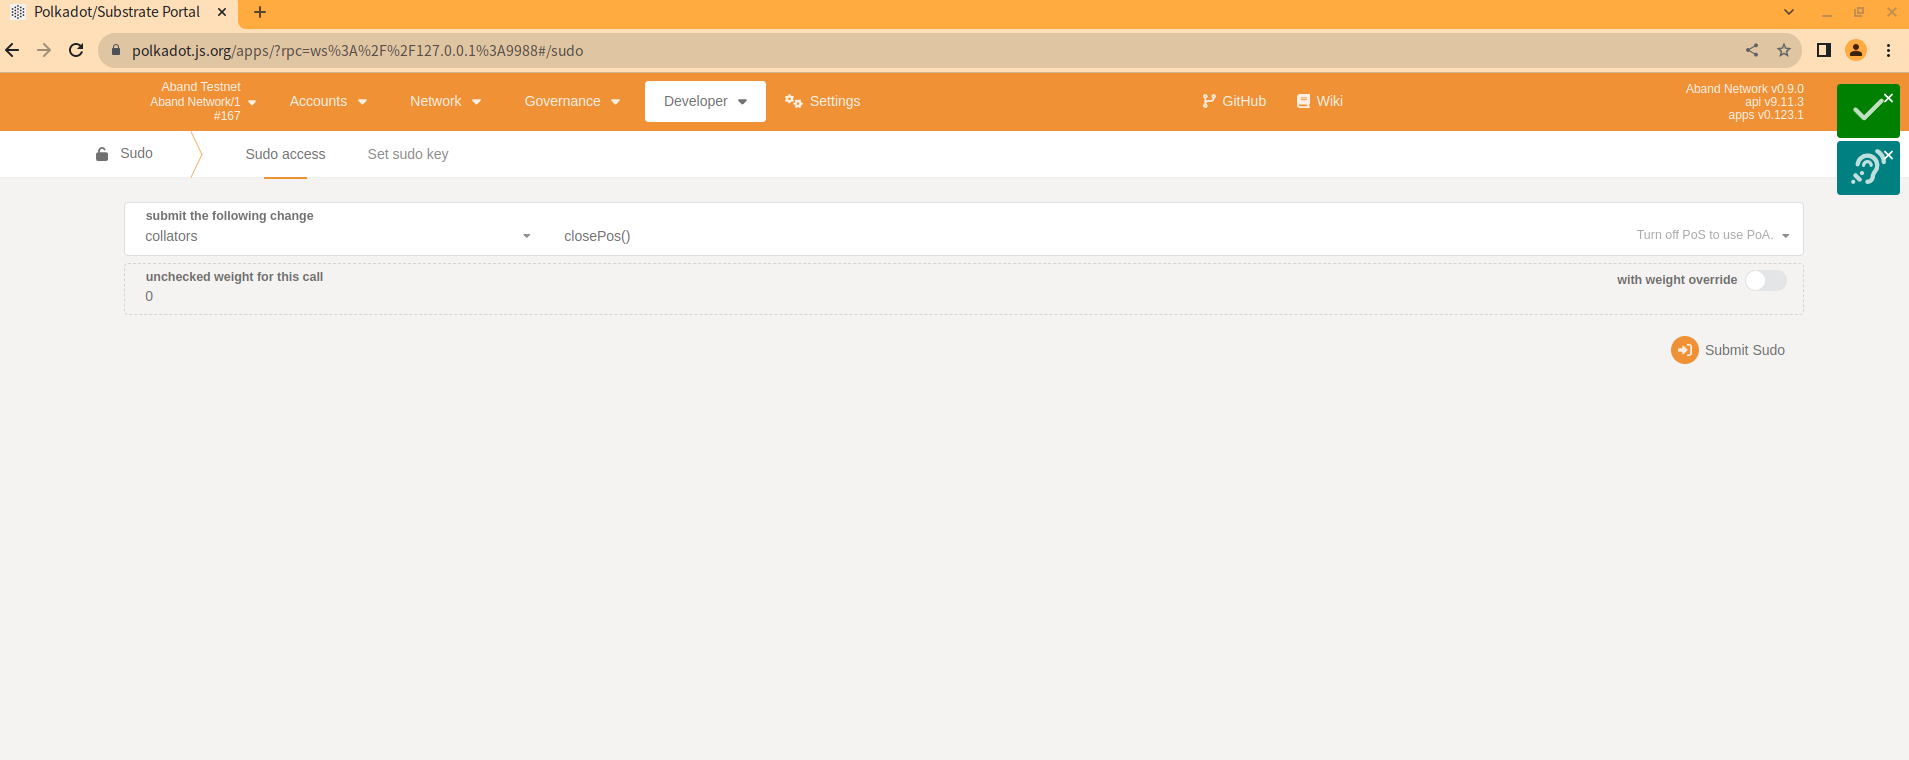 Polkadot/Substrate Portal
polkadot.js.org/apps/?rpc=ws%3A%2F%2F127.0.0.1%3A9988#/sudo
Aband Testnet
Aband Network/1
#167
Accounts
Network
Governance
Developer
Settings
GitHub
Wiki
Aband Network v0.9.0
api v9.11.3
apps v0.123.1
Sudo
Sudo access
Set sudo key
submit the following change
collators
closePos()
Turn off PoS to use PoA.
unchecked weight for this call
0
with weight override
Submit Sudo